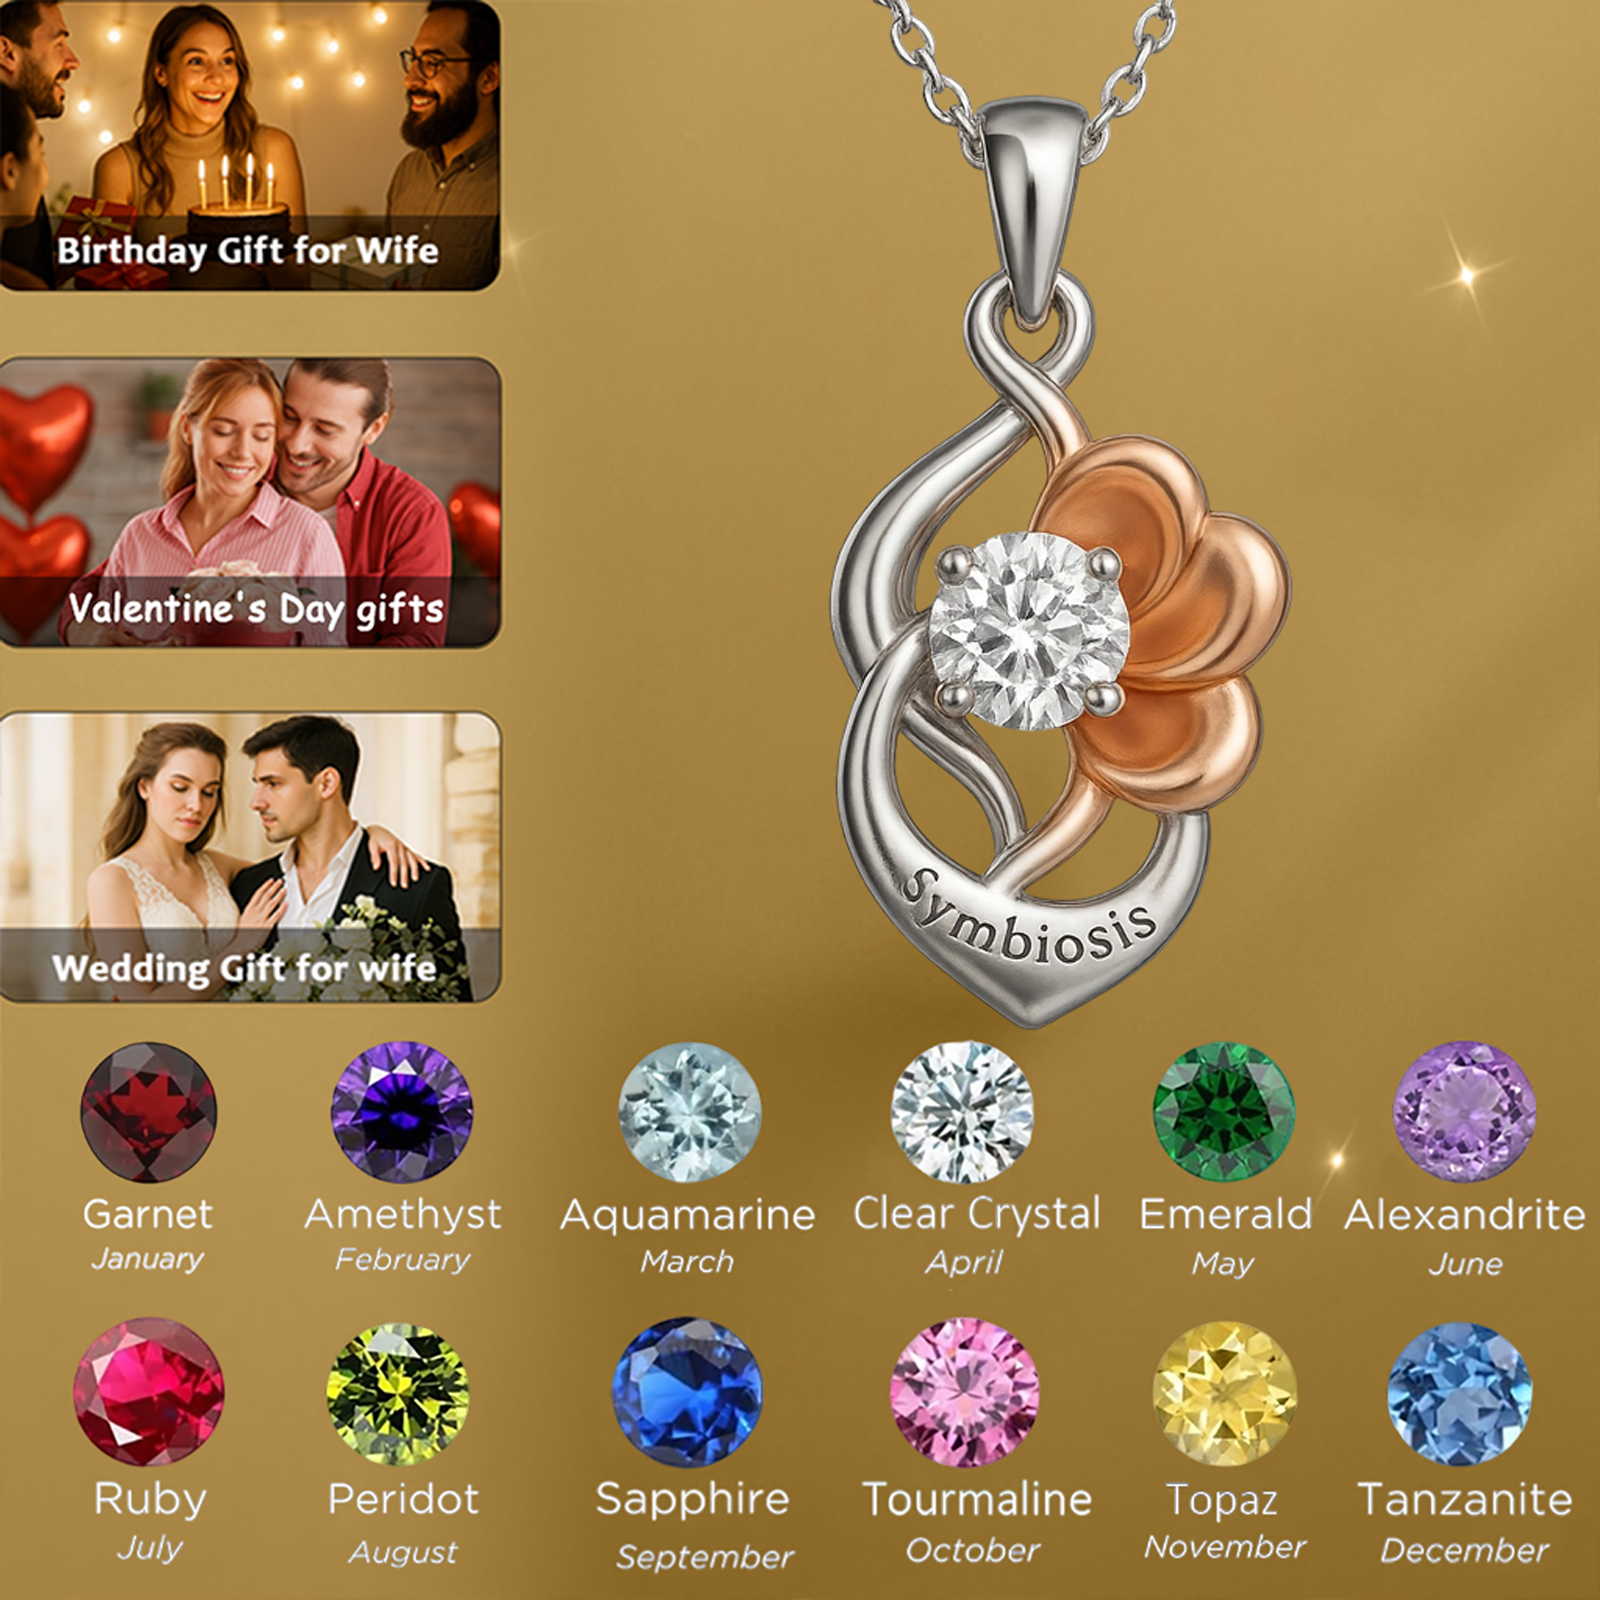 Birthday Gift for Wife
Valentine's Day gifts
Wedding Gift for wife
Symbiosis
Garnet
January
Amethyst
February
Aquamarine
March
Clear Crystal
April
Emerald
May
Alexandrite
June
Ruby
July
Peridot
August
Sapphire
September
Tourmaline
October
Topaz
November
Tanzanite
December